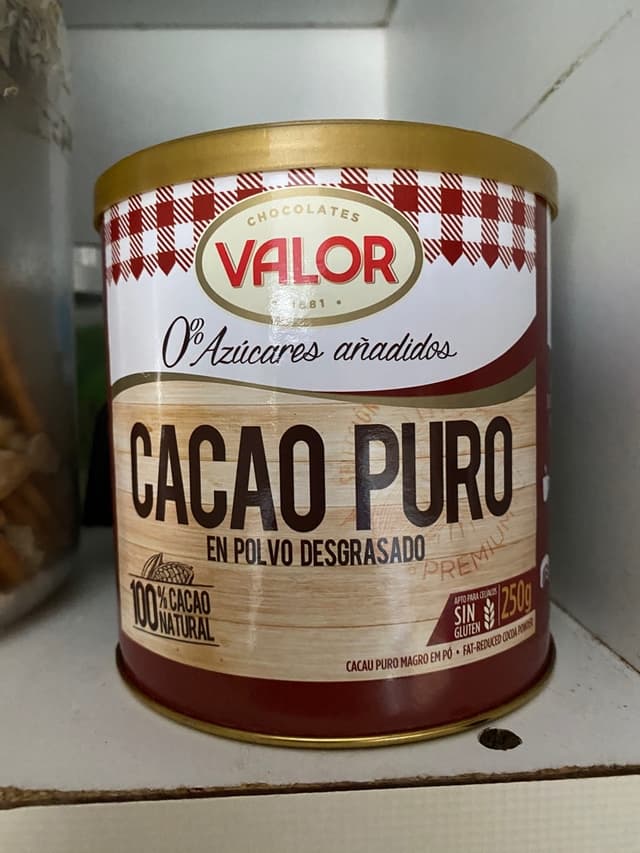 CHOCOLATES
VALOR
1881 •
0% Azúcares añadidos
CACAO PURO
EN POLVO DESGRASADO
PREMIUM
100% CACAO
NATURAL
APTO PARA CELIACOS
SIN
GLUTEN
250g
CACAU PURO MAGRO EM PÓ • FAT-REDUCED COCOA POWDER